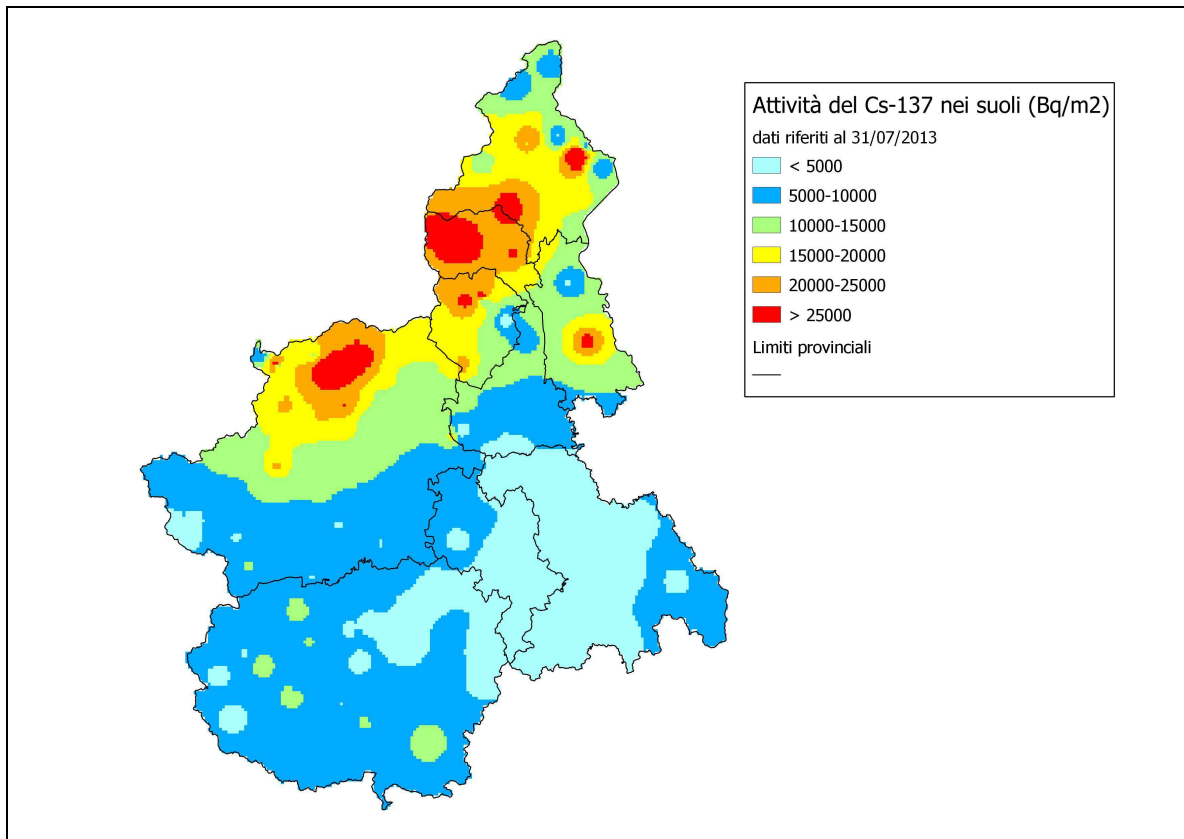 Attività del Cs-137 nei suoli (Bq/m2)
dati riferiti al 31/07/2013
< 5000
5000-10000
10000-15000
15000-20000
20000-25000
> 25000
Limiti provinciali